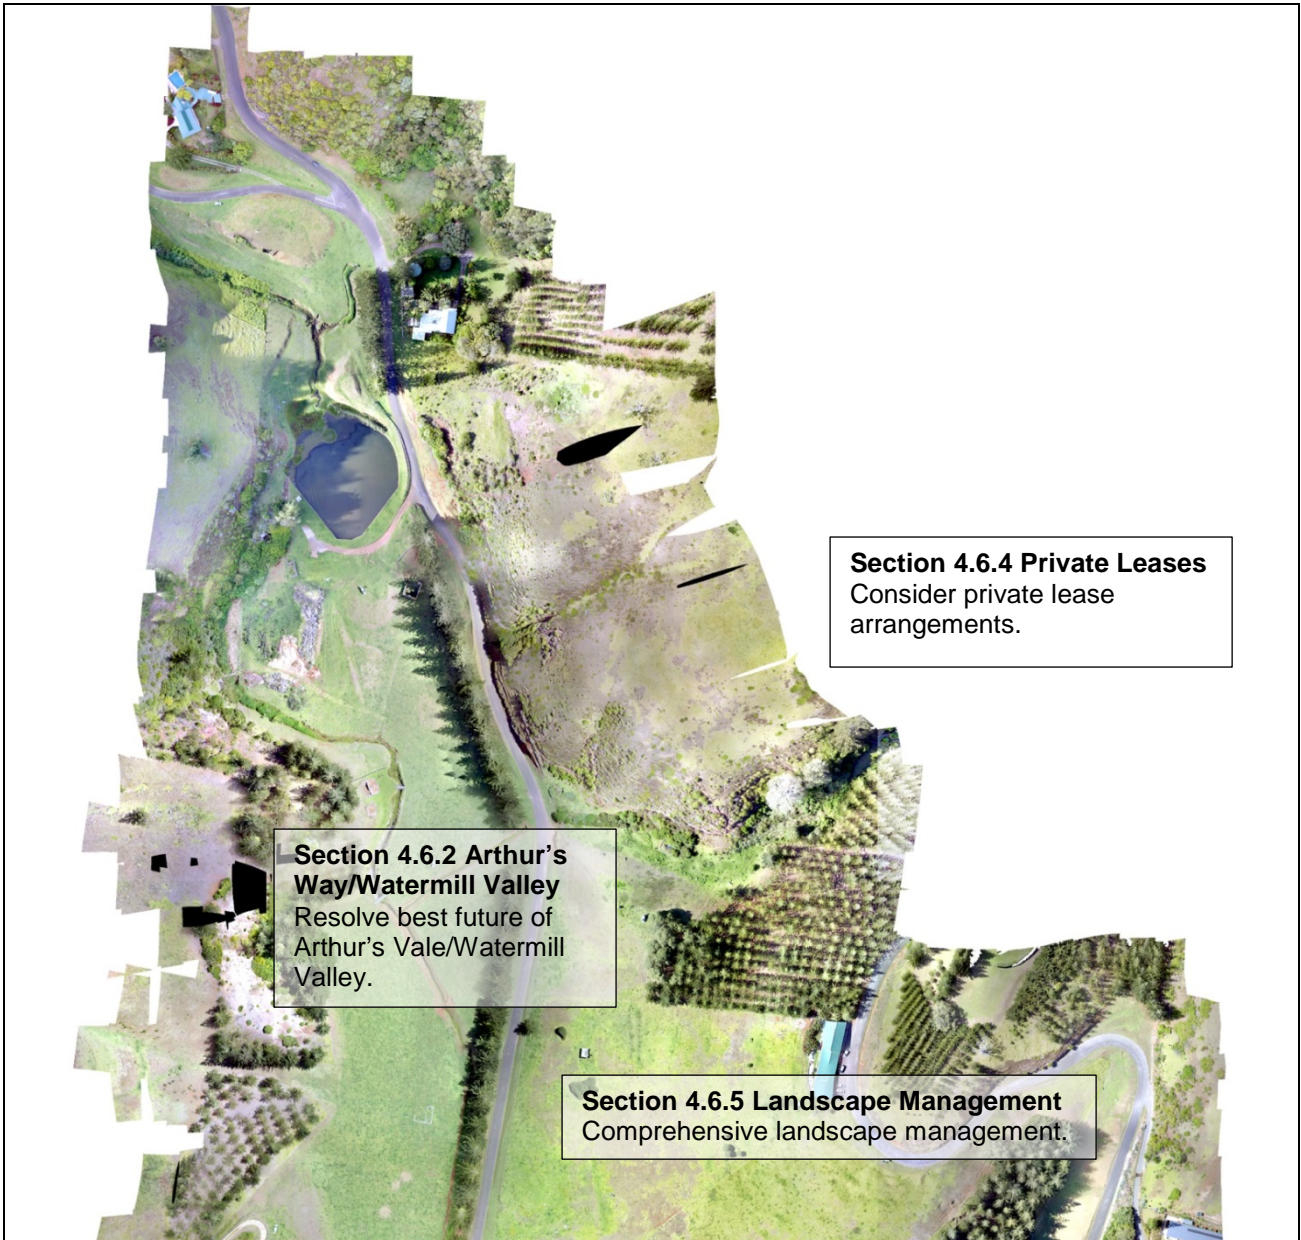 Section 4.6.4 Private Leases
Consider private lease
arrangements.
Section 4.6.2 Arthur's
Way/Watermill Valley
Resolve best future of
Arthur's Vale/Watermill
Valley.
Section 4.6.5 Landscape Management
Comprehensive landscape management.